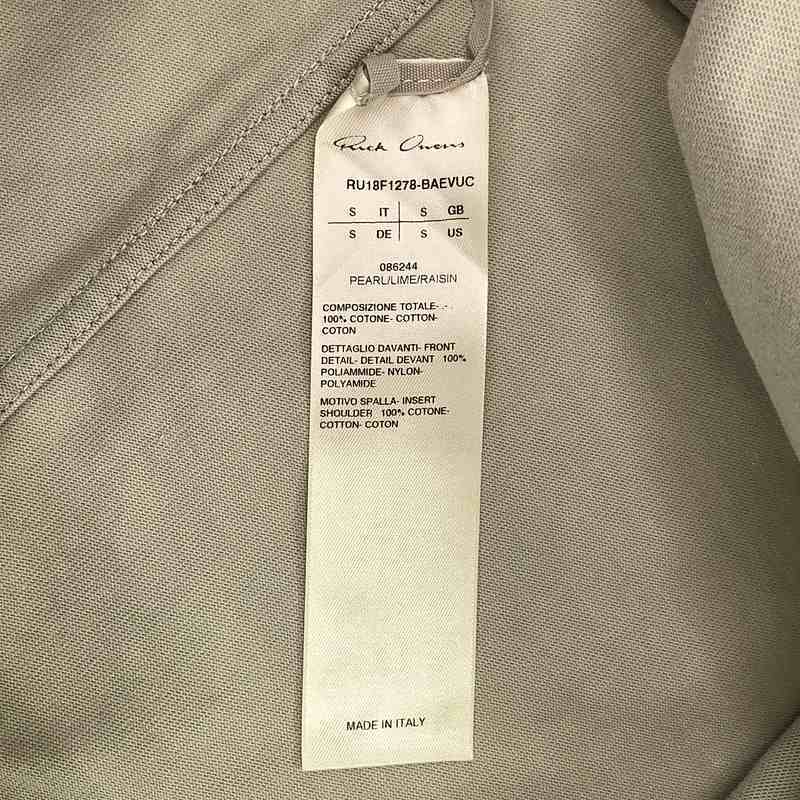 Rick Owens
RU18F1278-BAEVUC
S IT S GB
S DE S US
086244
PEARL/LIME/RAISIN
COMPOSIZIONE TOTALE-.-.
100% COTONE- COTTON-
COTON
DETTAGLIO DAVANTI- FRONT
DETAIL- DETAIL DEVANT 100%
POLIAMMIDE- NYLON-
POLYAMIDE
MOTIVO SPALLA- INSERT
SHOULDER 100% COTONE-
COTTON- COTON
MADE IN ITALY